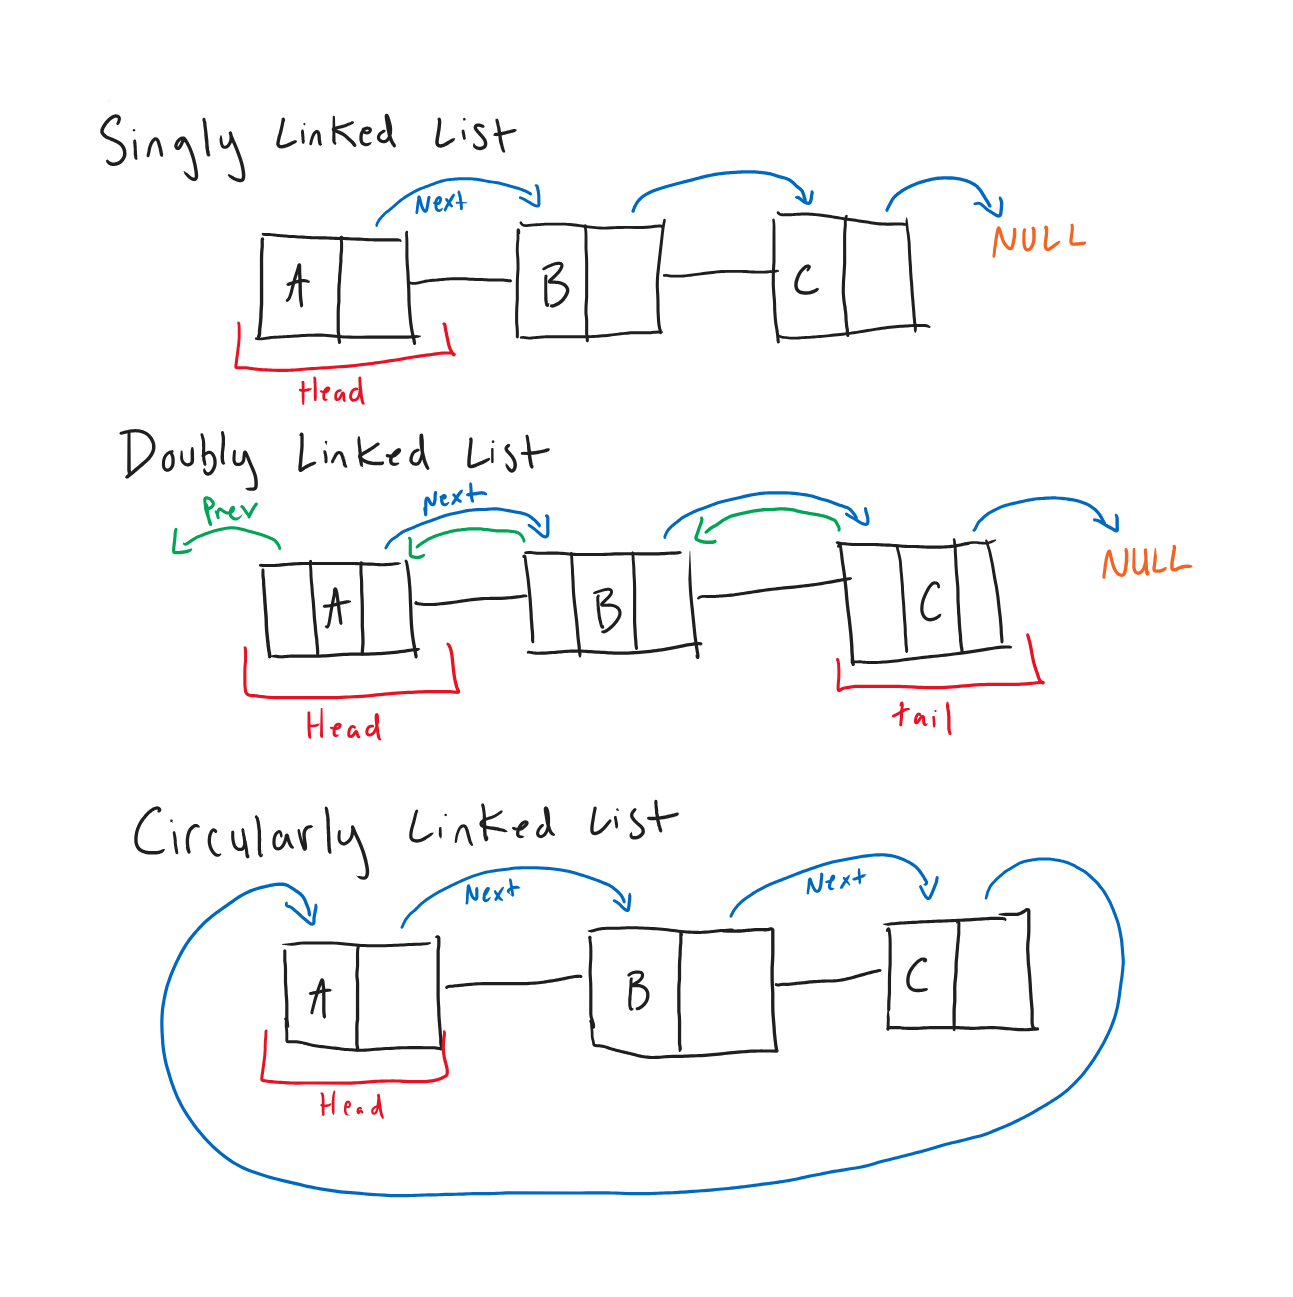 Singly Linked List
Next
NULL
A
B
C
Head
Doubly Linked List
Prev
Next
NULL
A
B
C
Head
tail
Circularly Linked List
Next
Next
A
B
C
Head